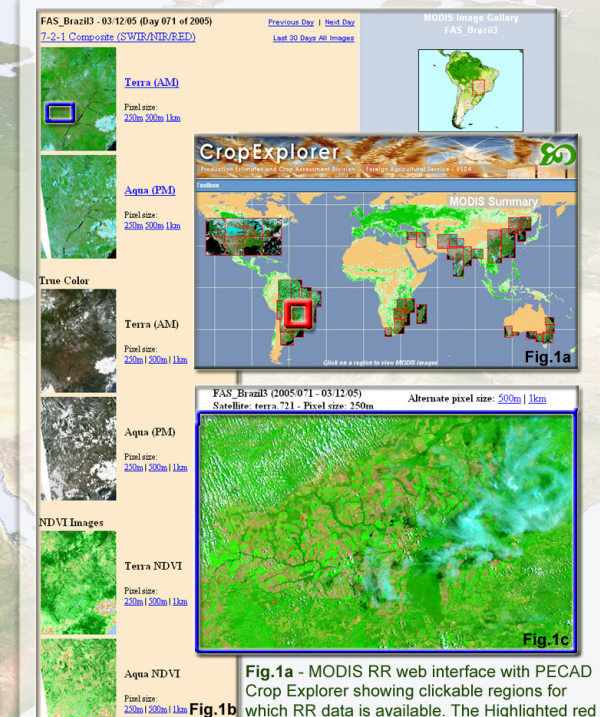 FAS_Brazil3 - 03/12/05 (Day 071 of 2005)
Previous Day | Next Day
7-2-1 Composite (SWIR/NIR/RED)
Last 30 Days All Images
MODIS Image Gallery
FAS_Brazil3
Terra (AM)
Pixel size:
250m 500m 1km
Aqua (PM)
Pixel size:
250m 500m 1km
True Color
Terra (AM)
Pixel size:
250m | 500m | 1km
Aqua (PM)
Pixel size:
250m | 500m | 1km
NDVI Images
Terra NDVI
Pixel size:
250m | 500m | 1km
Aqua NDVI
Pixel size:
250m | 500m | 1km
Fig.1b
CropExplorer
Production Estimates and Crop Assessment Division - Foreign Agricultural Service - USDA
Toolbox
MODIS Summary
Click on a region to view MODIS images
Fig.1a
FAS_Brazil3 (2005/071 - 03/12/05)
Satellite: terra.721 - Pixel size: 250m
Alternate pixel size: 500m | 1km
Fig.1c
Fig.1a - MODIS RR web interface with PECAD
Crop Explorer showing clickable regions for
which RR data is available. The Highlighted red